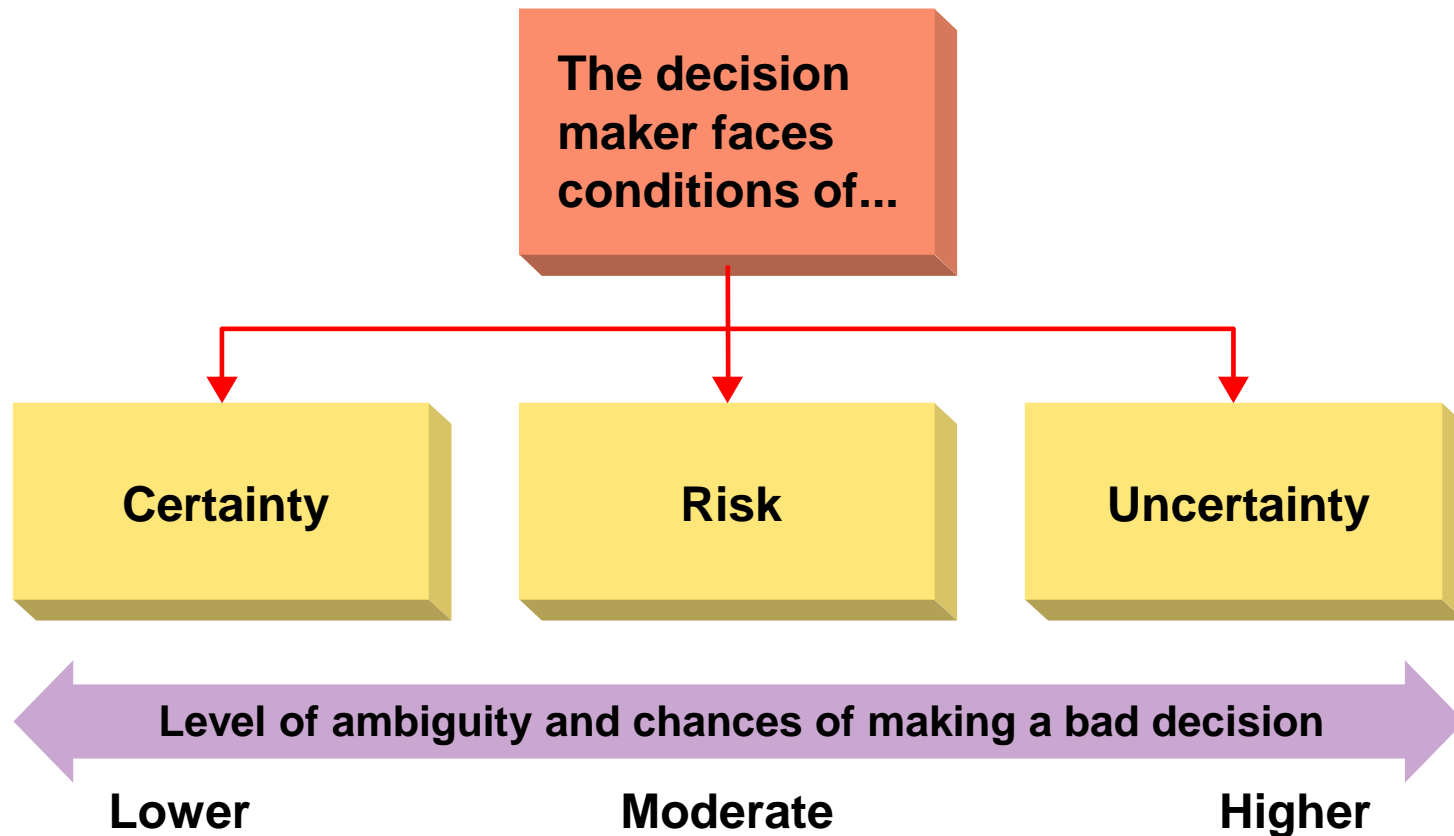 The decision
maker faces
conditions of...
Certainty
Risk
Uncertainty
Level of ambiguity and chances of making a bad decision
Lower
Moderate
Higher